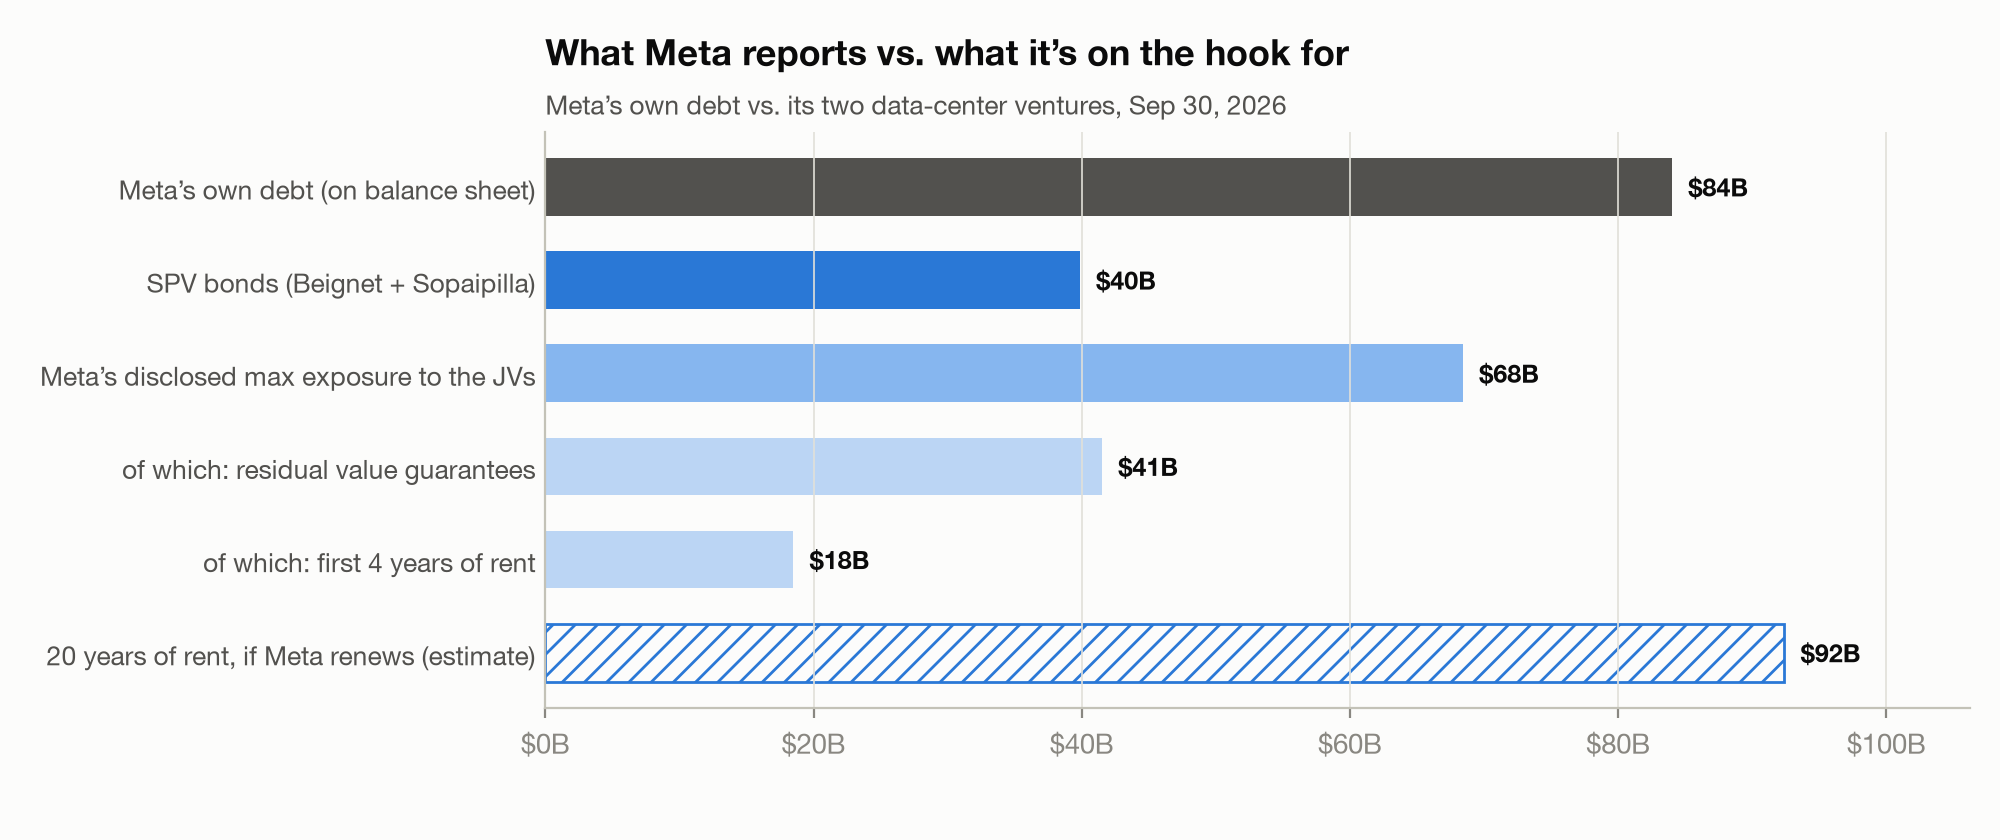 What Meta reports vs. what it’s on the hook for
Meta’s own debt vs. its two data-center ventures, Sep 30, 2026
Meta’s own debt (on balance sheet)
$84B
SPV bonds (Beignet + Sopaipilla)
$40B
Meta’s disclosed max exposure to the JVs
$68B
of which: residual value guarantees
$41B
of which: first 4 years of rent
$18B
20 years of rent, if Meta renews (estimate)
$92B
$0B
$20B
$40B
$60B
$80B
$100B